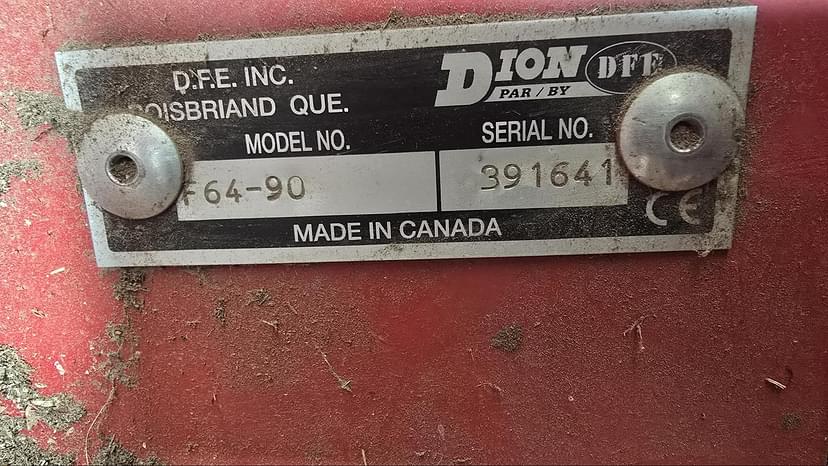 D.F.E. INC.
OISBRIAND QUE.
DION DFE
PAR / BY
MODEL NO.
SERIAL NO.
F64-90
391641
MADE IN CANADA
CE